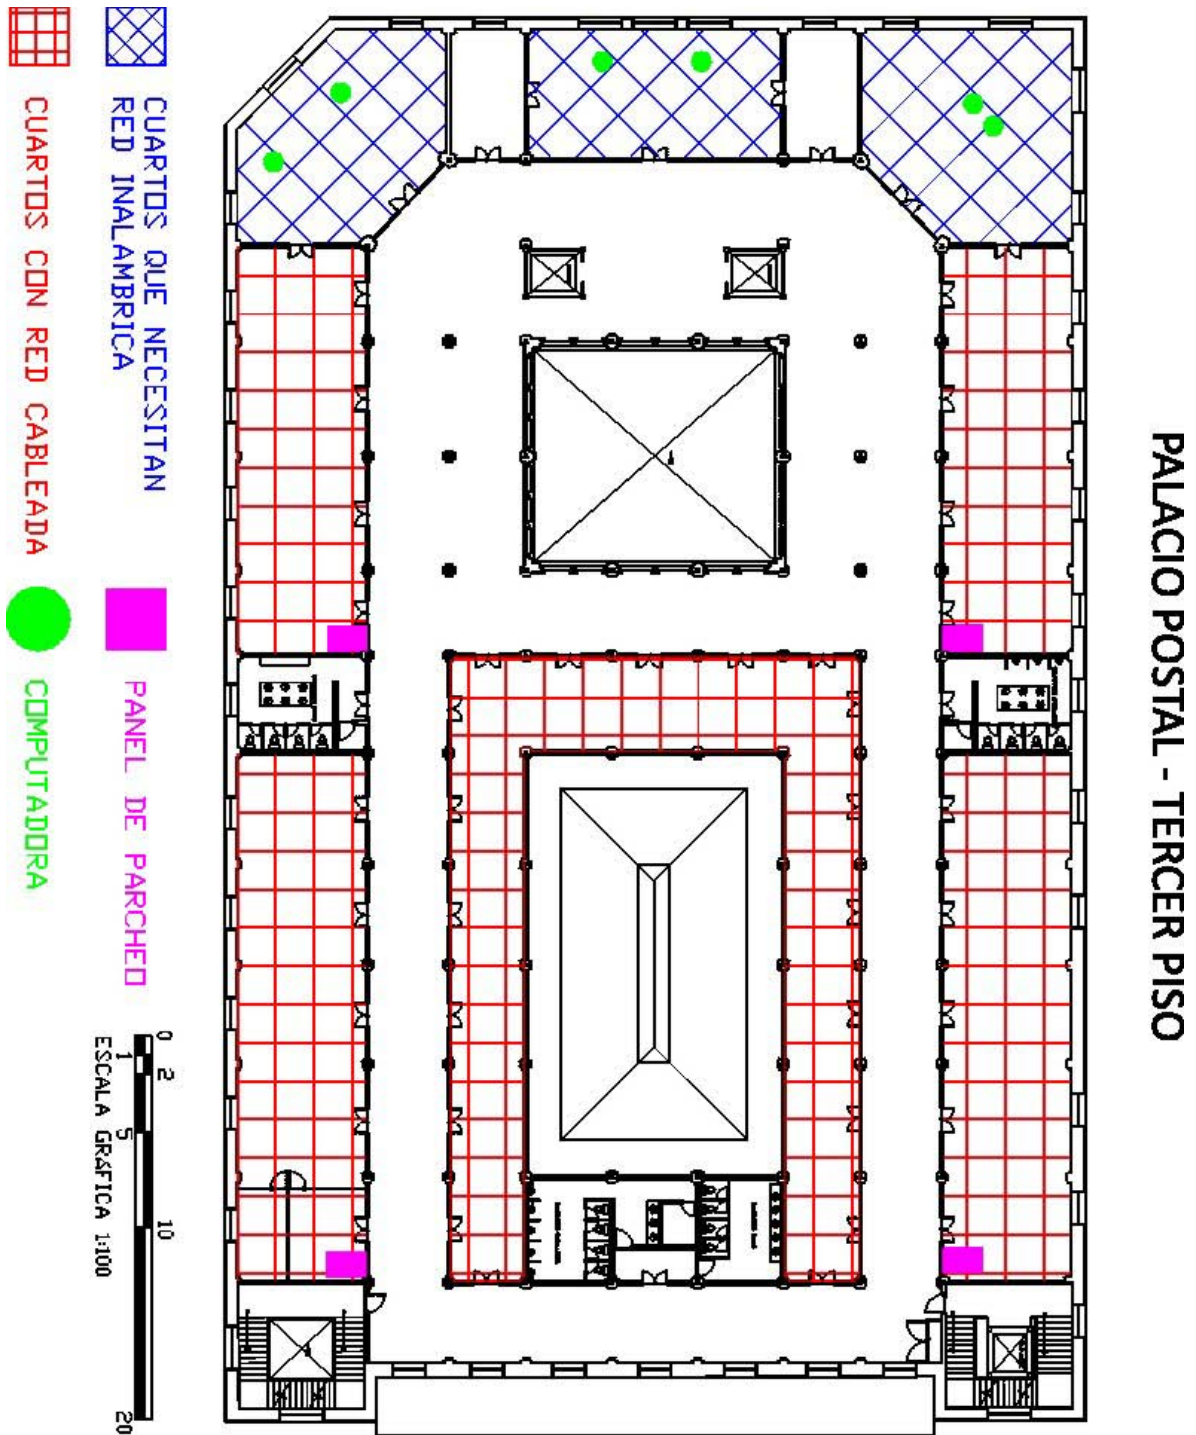 PALACIO POSTAL - TERCER PISO
CUARTOS QUE NECESITAN
RED INALAMBRICA
CUARTOS CON RED CABLEADA
PANEL DE PARCHEO
COMPUTADORA
0 2 10 20
1 5
ESCALA GRAFICA 1:100